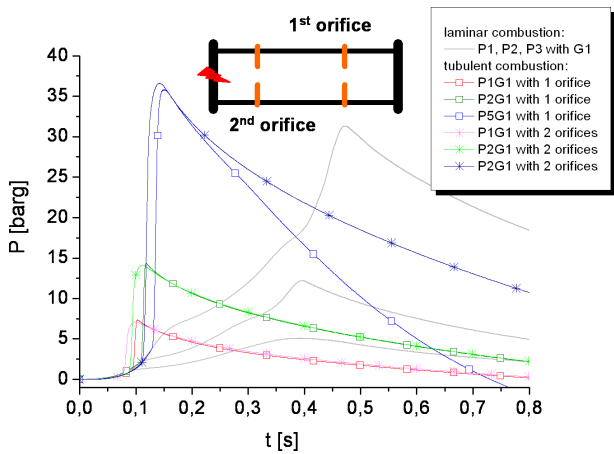 1st orifice
2nd orifice
laminar combustion:
P1, P2, P3 with G1
tubulent combustion:
P1G1 with 1 orifice
P2G1 with 1 orifice
P5G1 with 1 orifice
P1G1 with 2 orifices
P2G1 with 2 orifices
P2G1 with 2 orifices
P [barg]
40
35
30
25
20
15
10
5
0
0,0 0,1 0,2 0,3 0,4 0,5 0,6 0,7 0,8
t [s]